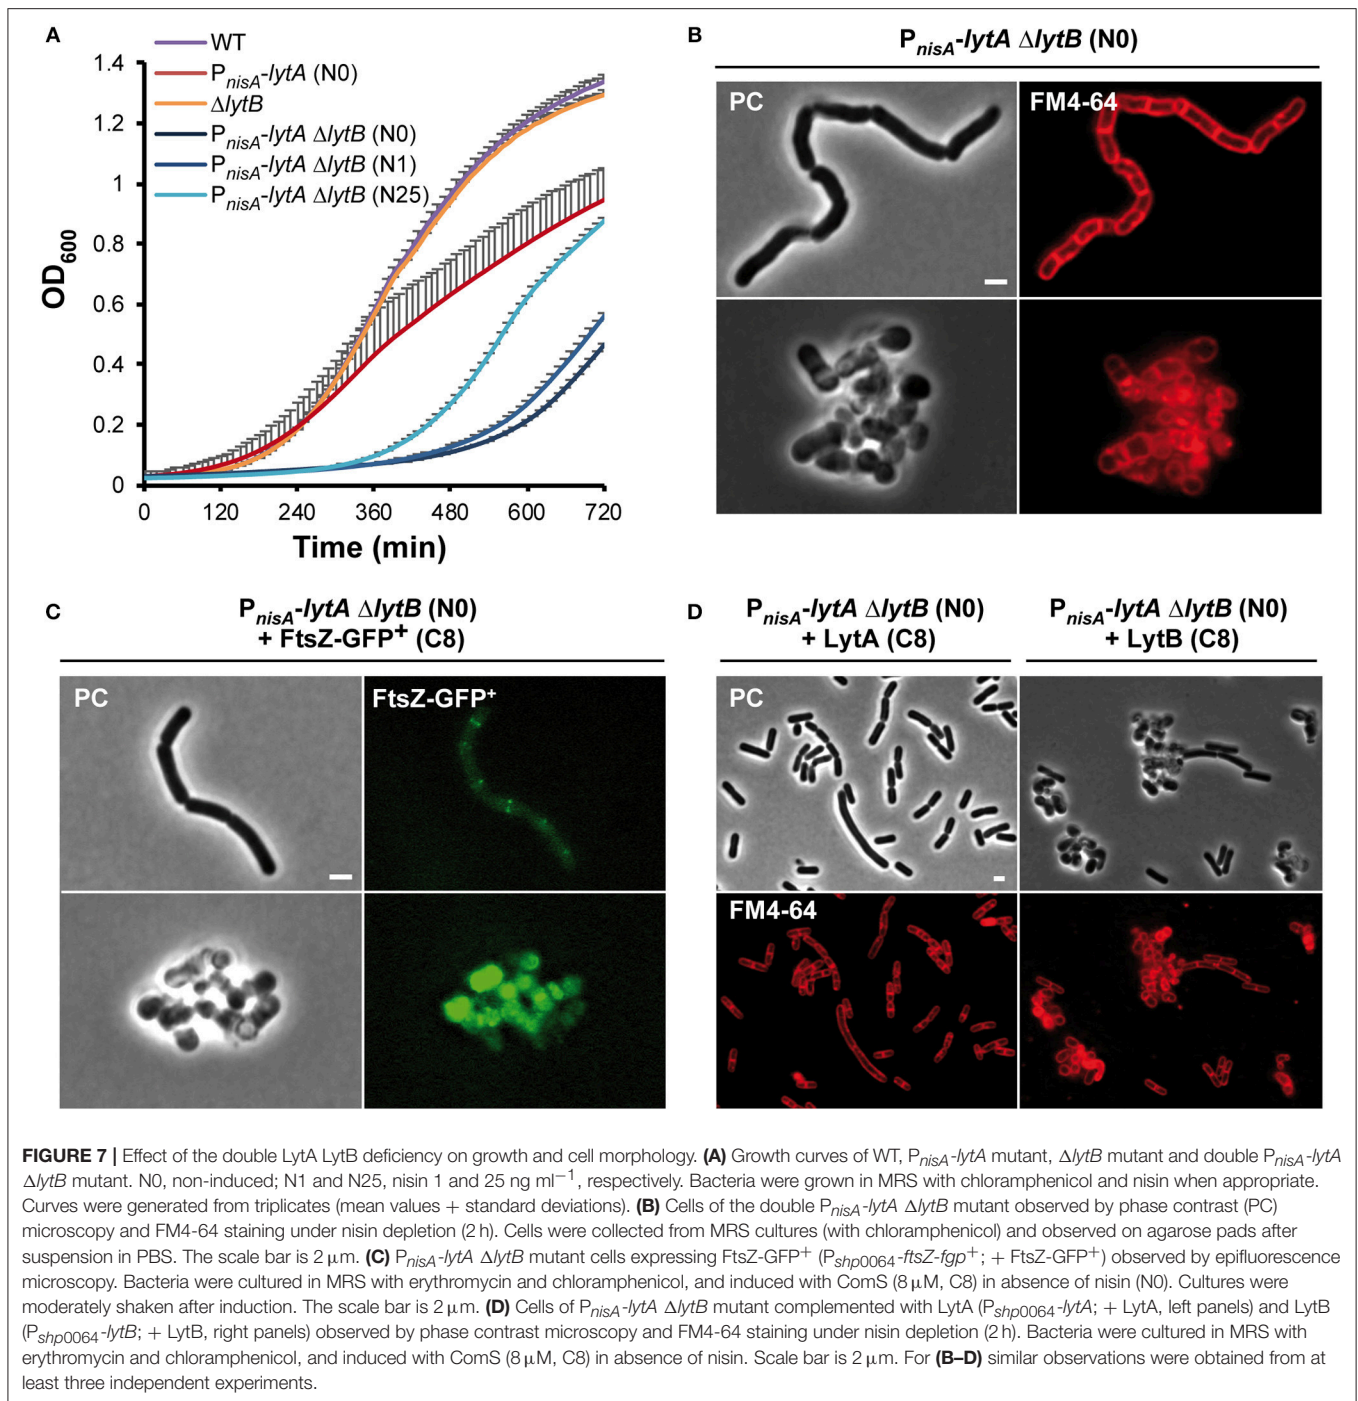 A
WT
PnisA-lytA (N0)
ΔlytB
PnisA-lytA ΔlytB (N0)
PnisA-lytA ΔlytB (N1)
PnisA-lytA ΔlytB (N25)
1.4
1.2
1
0.8
0.6
0.4
0.2
0
OD600
0 120 240 360 480 600 720
Time (min)
B
PnisA-lytA ΔlytB (N0)
PC
FM4-64
C
PnisA-lytA ΔlytB (N0)
+ FtsZ-GFP+ (C8)
PC
FtsZ-GFP+
D
PnisA-lytA ΔlytB (N0)
+ LytA (C8)
PnisA-lytA ΔlytB (N0)
+ LytB (C8)
PC
FM4-64
FIGURE 7 | Effect of the double LytA LytB deficiency on growth and cell morphology. (A) Growth curves of WT, PnisA-lytA mutant, ΔlytB mutant and double PnisA-lytA
ΔlytB mutant. N0, non-induced; N1 and N25, nisin 1 and 25 ng ml−1, respectively. Bacteria were grown in MRS with chloramphenicol and nisin when appropriate.
Curves were generated from triplicates (mean values + standard deviations). (B) Cells of the double PnisA-lytA ΔlytB mutant observed by phase contrast (PC)
microscopy and FM4-64 staining under nisin depletion (2 h). Cells were collected from MRS cultures (with chloramphenicol) and observed on agarose pads after
suspension in PBS. The scale bar is 2 μm. (C) PnisA-lytA ΔlytB mutant cells expressing FtsZ-GFP+ (Pshp0064-ftsZ-fgp+; + FtsZ-GFP+) observed by epifluorescence
microscopy. Bacteria were cultured in MRS with erythromycin and chloramphenicol, and induced with ComS (8 μM, C8) in absence of nisin (N0). Cultures were
moderately shaken after induction. The scale bar is 2 μm. (D) Cells of PnisA-lytA ΔlytB mutant complemented with LytA (Pshp0064-lytA; + LytA, left panels) and LytB
(Pshp0064-lytB; + LytB, right panels) observed by phase contrast microscopy and FM4-64 staining under nisin depletion (2 h). Bacteria were cultured in MRS with
erythromycin and chloramphenicol, and induced with ComS (8 μM, C8) in absence of nisin. Scale bar is 2 μm. For (B–D) similar observations were obtained from at
least three independent experiments.